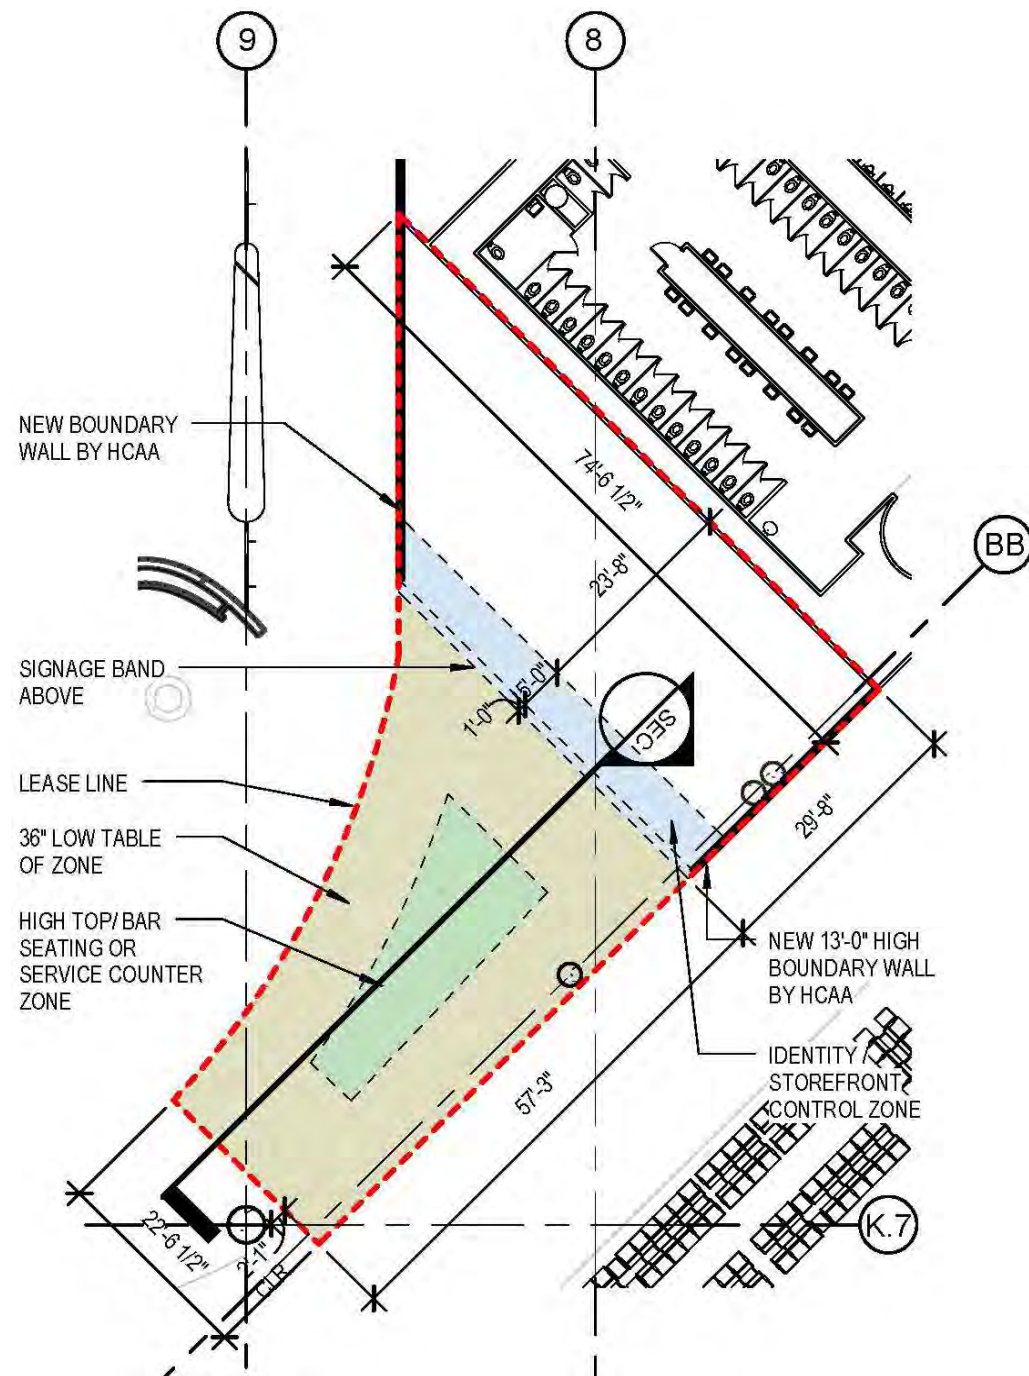 9
8
NEW BOUNDARY
WALL BY HCAA
74'-6 1/2"
BB
23'-8"
SIGNAGE BAND
ABOVE
5'-0"
1'-0"
SEC1
LEASE LINE
29'-8"
36" LOW TABLE
OF ZONE
HIGH TOP/ BAR
SEATING OR
SERVICE COUNTER
ZONE
NEW 13'-0" HIGH
BOUNDARY WALL
BY HCAA
IDENTITY /
STOREFRONT
CONTROL ZONE
57'-3"
K.7
22'-6 1/2"
2'-1"
CLR